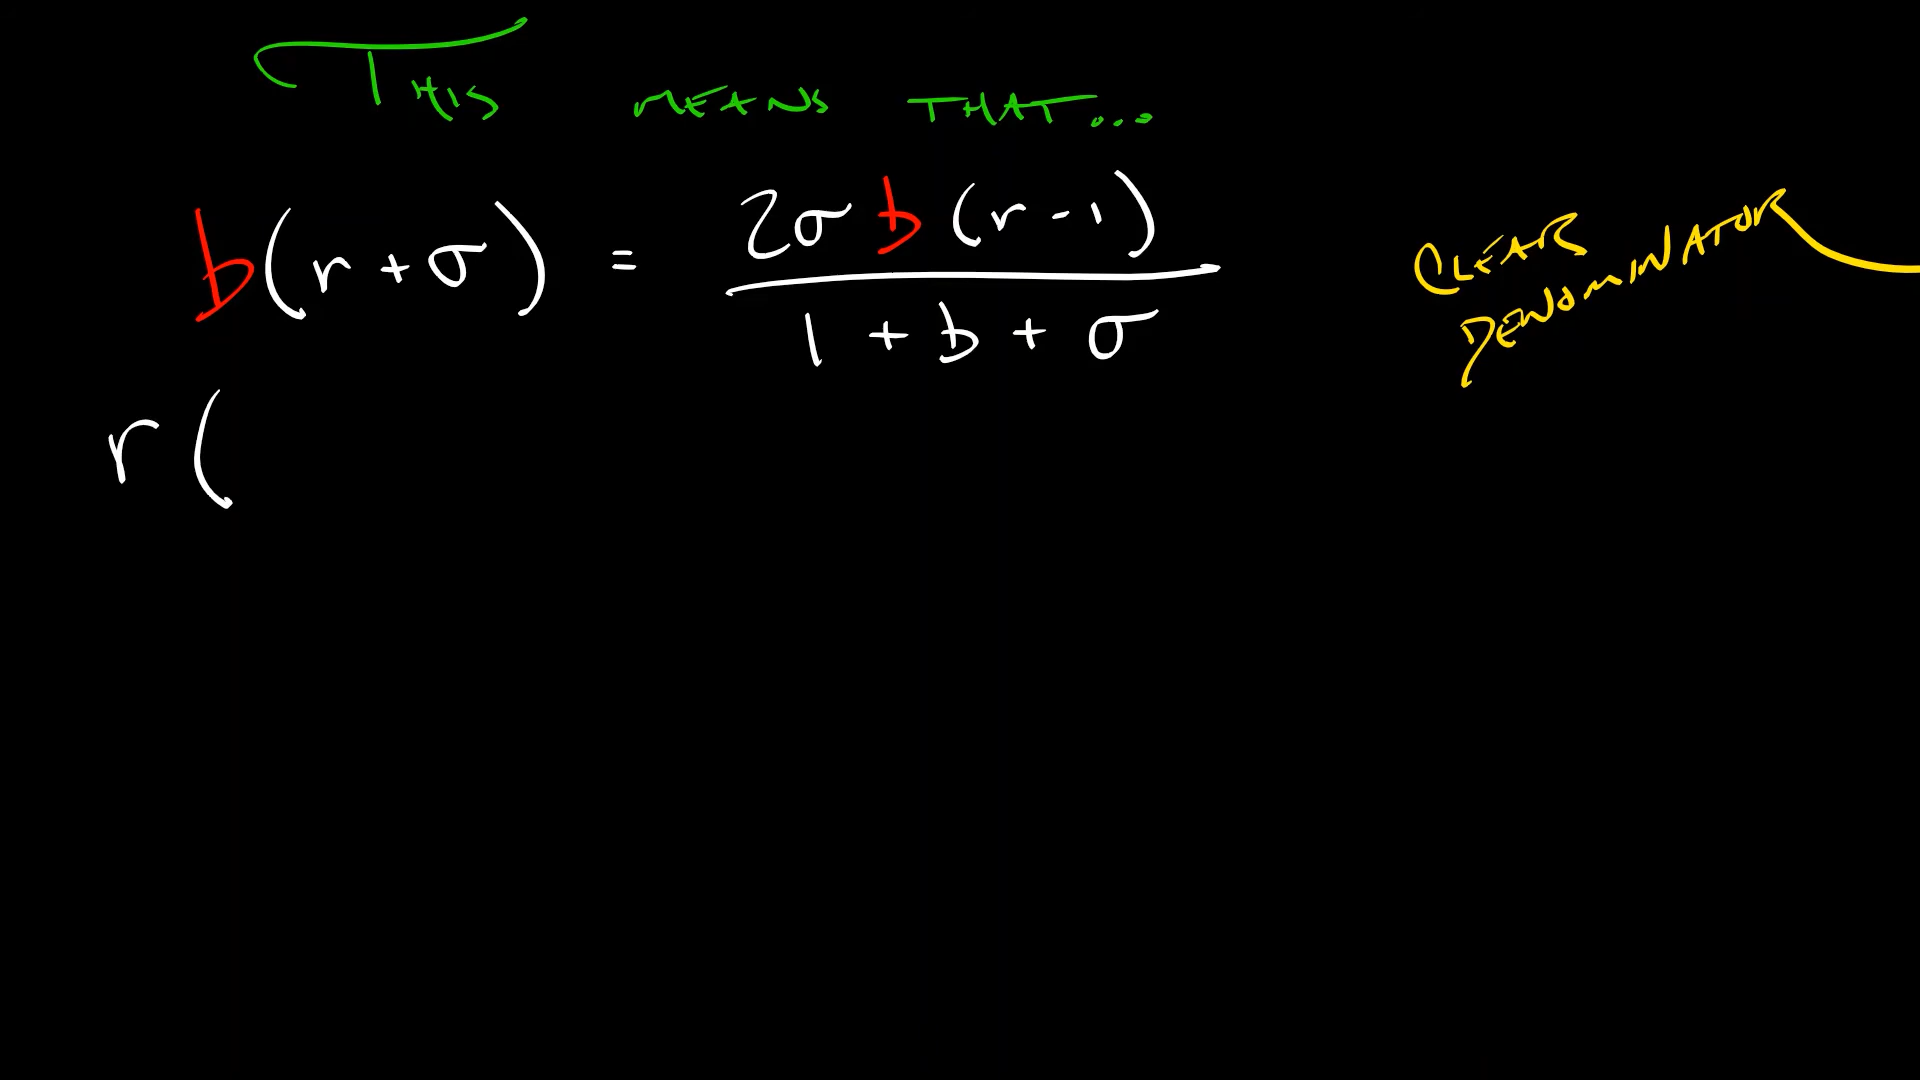 THIS MEANS THAT...
b(r+σ) = 2σb(r-1)
1+b+σ
CLEAR
DENOMINATOR
r(